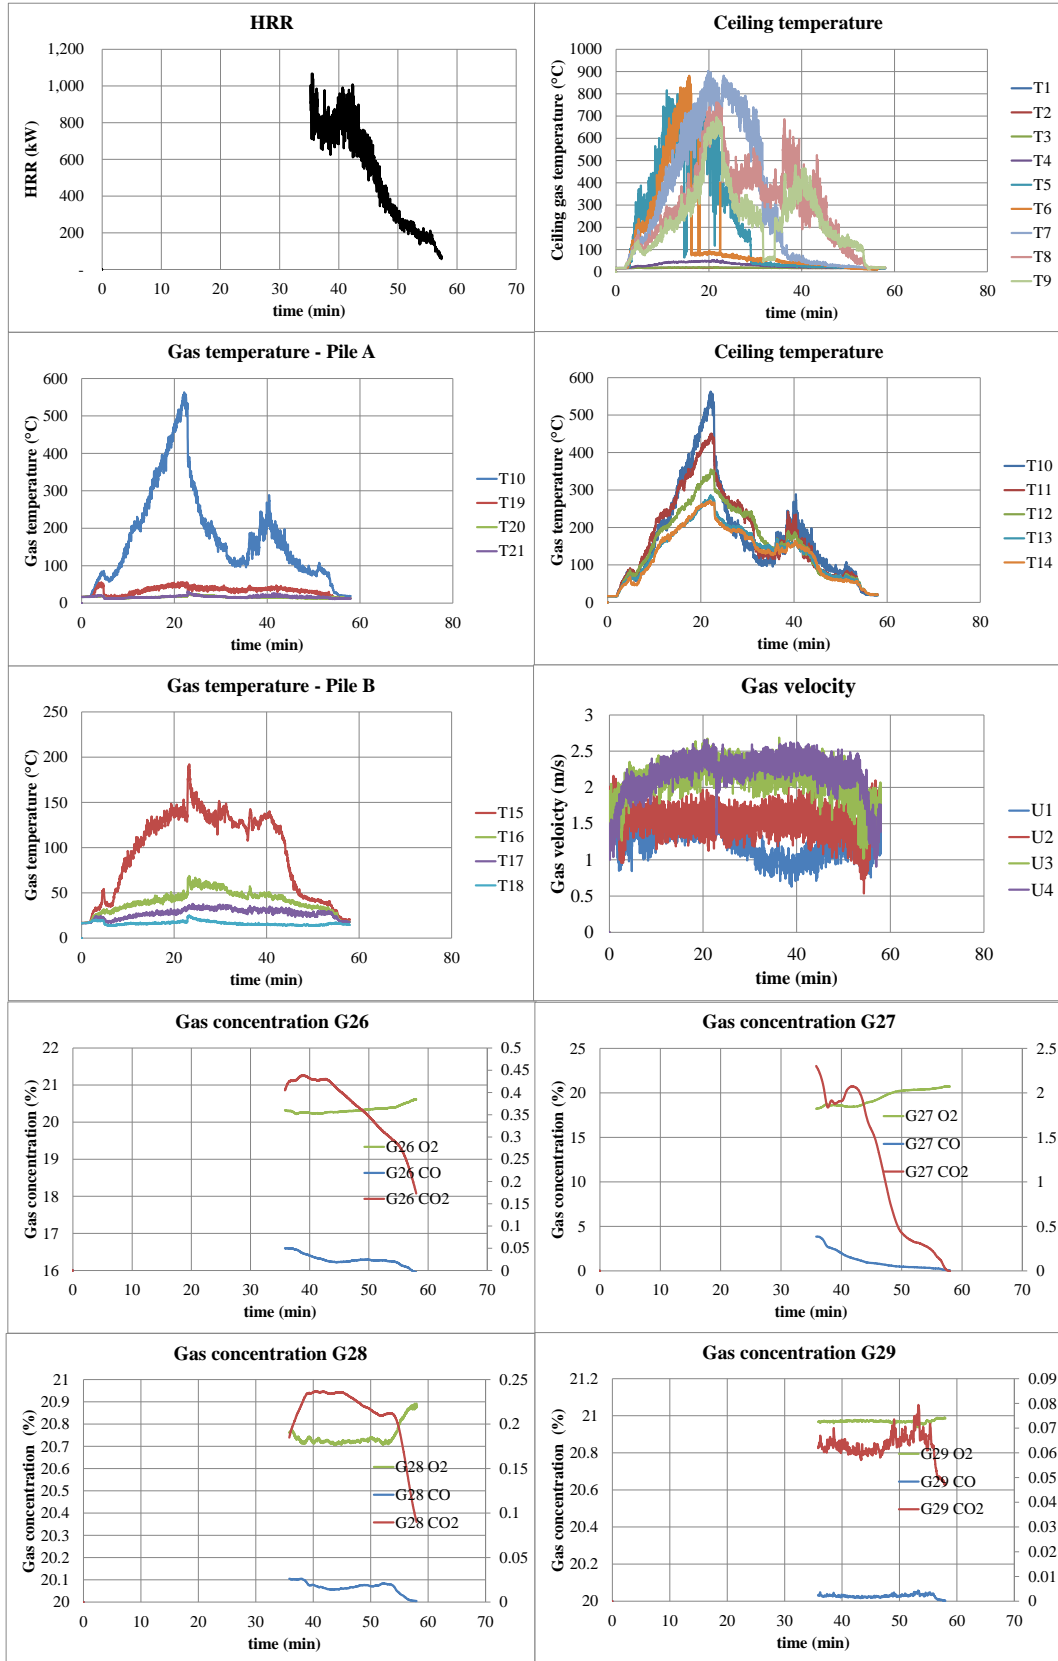 HRR
1,200
1,000
800
600
400
200
-
HRR (kW)
0 10 20 30 40 50 60 70
time (min)
Ceiling temperature
1000
900
800
700
600
500
400
300
200
100
0
Ceiling gas temperature (°C)
0 20 40 60 80
time (min)
T1
T2
T3
T4
T5
T6
T7
T8
T9
Gas temperature - Pile A
600
500
400
300
200
100
0
Gas temperature (°C)
0 20 40 60 80
time (min)
T10
T19
T20
T21
Ceiling temperature
600
500
400
300
200
100
0
Gas temperature (°C)
0 20 40 60 80
time (min)
T10
T11
T12
T13
T14
Gas temperature - Pile B
250
200
150
100
50
0
Gas temperature (°C)
0 20 40 60 80
time (min)
T15
T16
T17
T18
Gas velocity
3
2.5
2
1.5
1
0.5
0
Gas veloicty (m/s)
0 20 40 60 80
time (min)
U1
U2
U3
U4
Gas concentration G26
22
21
20
19
18
17
16
Gas concentration (%)
0.5
0.45
0.4
0.35
0.3
0.25
0.2
0.15
0.1
0.05
0
0 10 20 30 40 50 60 70
time (min)
G26 O2
G26 CO
G26 CO2
Gas concentration G27
25
20
15
10
5
0
Gas concentration (%)
2.5
2
1.5
1
0.5
0
0 10 20 30 40 50 60 70
time (min)
G27 O2
G27 CO
G27 CO2
Gas concentration G28
21
20.9
20.8
20.7
20.6
20.5
20.4
20.3
20.2
20.1
20
Gas concentration (%)
0.25
0.2
0.15
0.1
0.05
0
0 10 20 30 40 50 60 70
time (min)
G28 O2
G28 CO
G28 CO2
Gas concentration G29
21.2
21
20.8
20.6
20.4
20.2
20
Gas concentration (%)
0.09
0.08
0.07
0.06
0.05
0.04
0.03
0.02
0.01
0
0 10 20 30 40 50 60 70
time (min)
G29 O2
G29 CO
G29 CO2